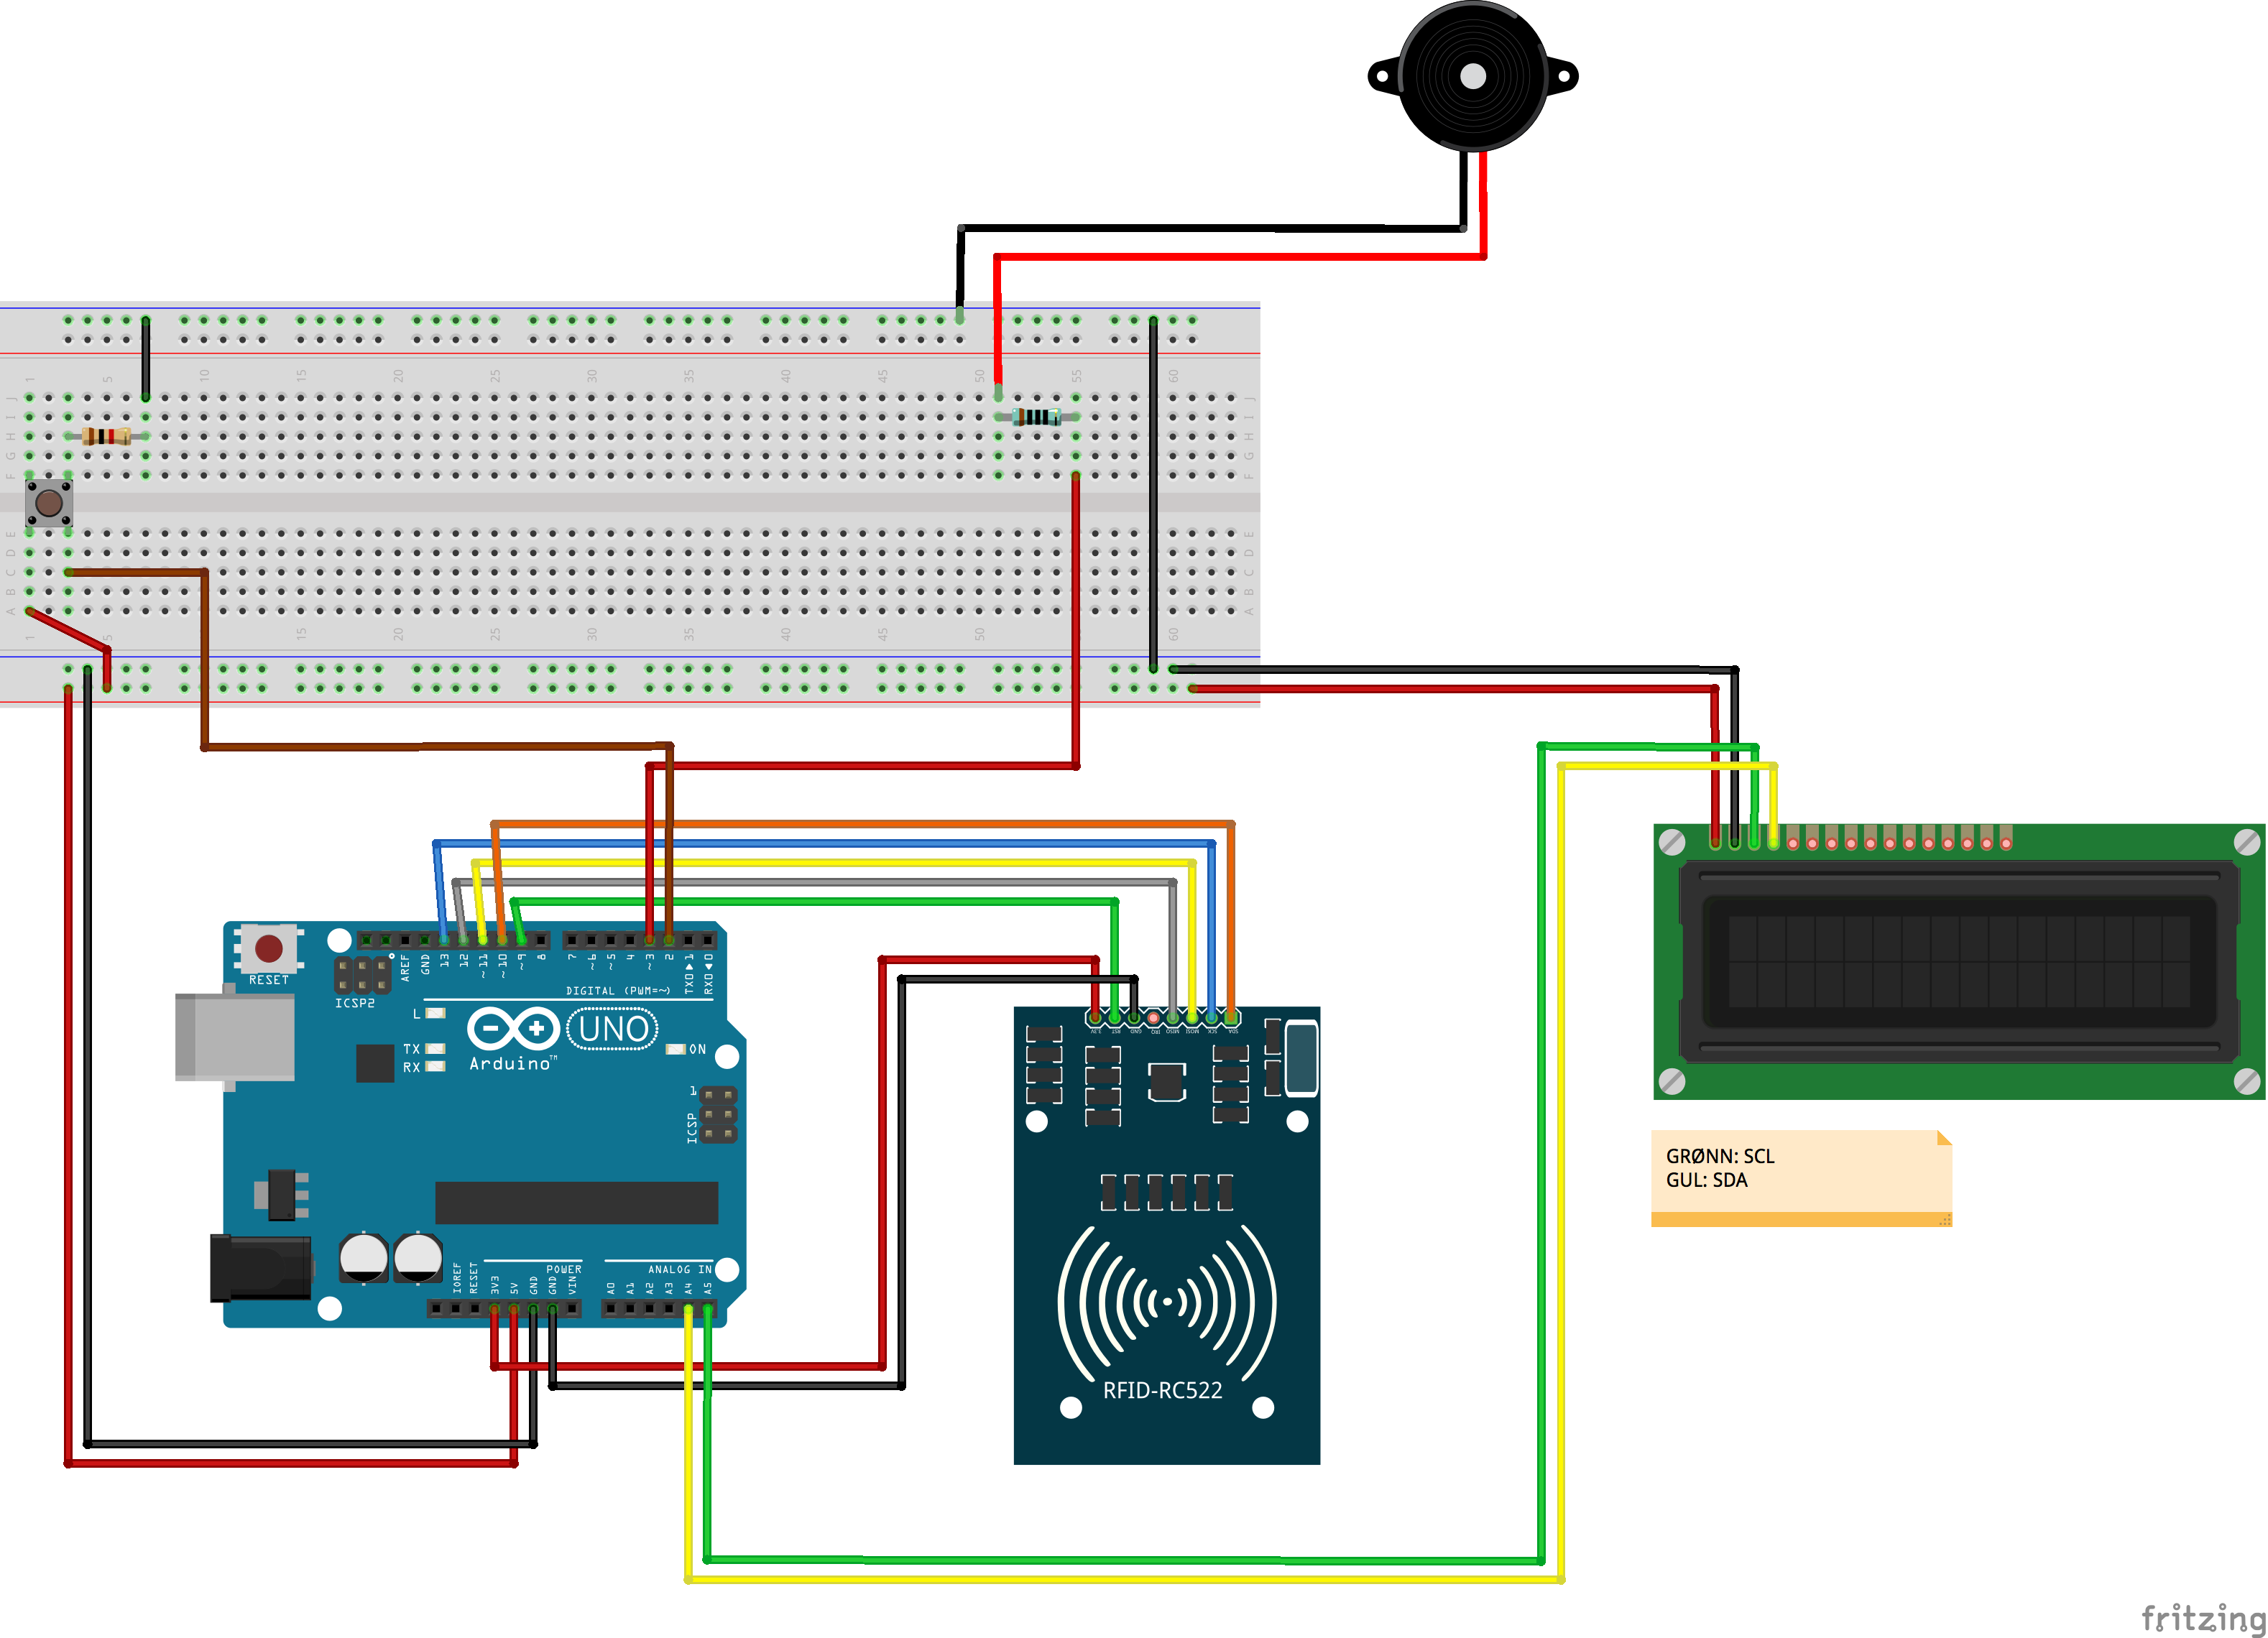 1 5 10 15 20 25 30 35 40 45 50 55 60
J J
I I
H H
G G
F F
E E
D D
C C
B B
A A
1 5 15 20 25 30 35 40 45 50 60
RESET
ICSP2
AREF
GND
13
12
~11
~10
~9
8
7
~6
~5
4
~3
2
TX0 1
RX0 0
DIGITAL (PWM=~)
L
TX
RX
UNO
ON
Arduino™
1
ICSP
POWER
ANALOG IN
IOREF
RESET
3V3
5V
GND
GND
VIN
A0
A1
A2
A3
A4
A5
3.3V
RST
GND
IRQ
MISO
MOSI
SCK
SDA
RFID-RC522
GRØNN: SCL
GUL: SDA
fritzing